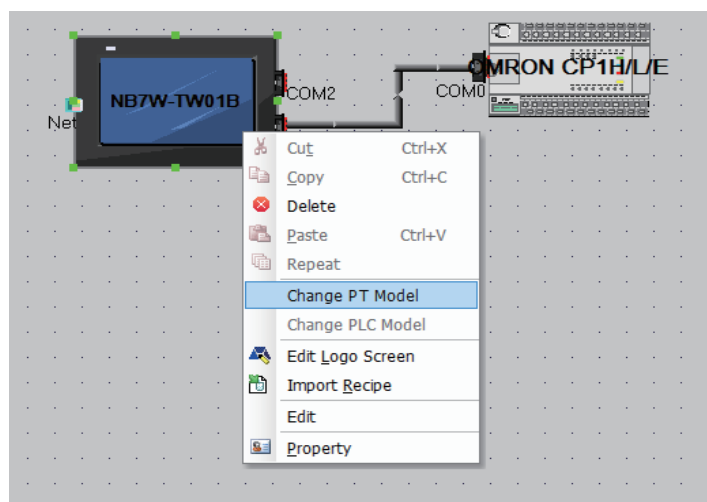 OMRON CP1H/L/E
NB7W-TW01B
COM2
COM0
Net
Cut Ctrl+X
Copy Ctrl+C
Delete
Paste Ctrl+V
Repeat
Change PT Model
Change PLC Model
Edit Logo Screen
Import Recipe
Edit
Property